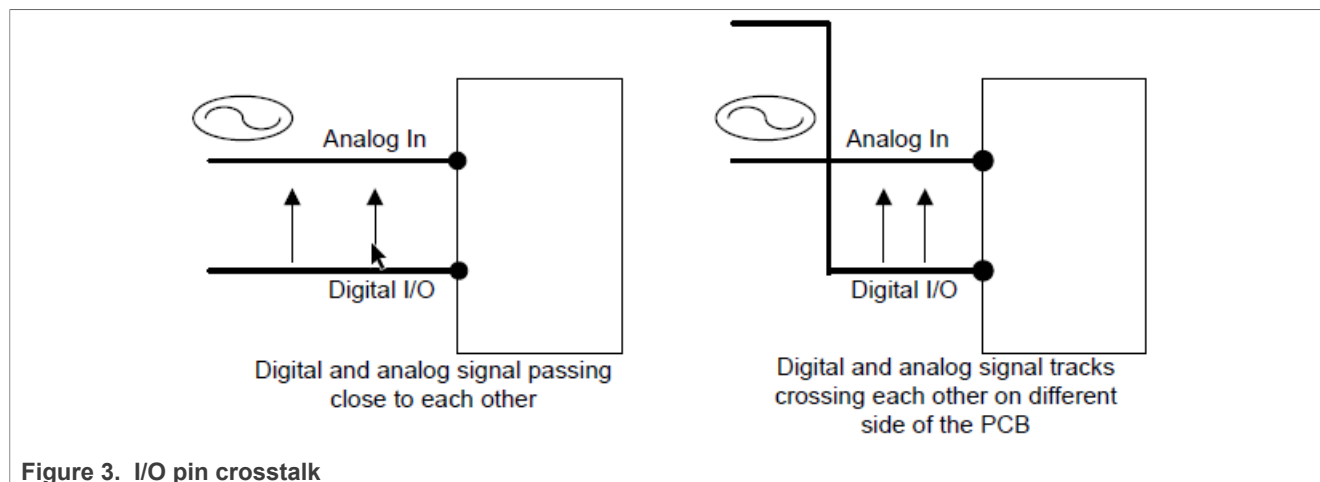 Analog In
Digital I/O
Digital and analog signal passing
close to each other
Analog In
Digital I/O
Digital and analog signal tracks
crossing each other on different
side of the PCB
Figure 3. I/O pin crosstalk